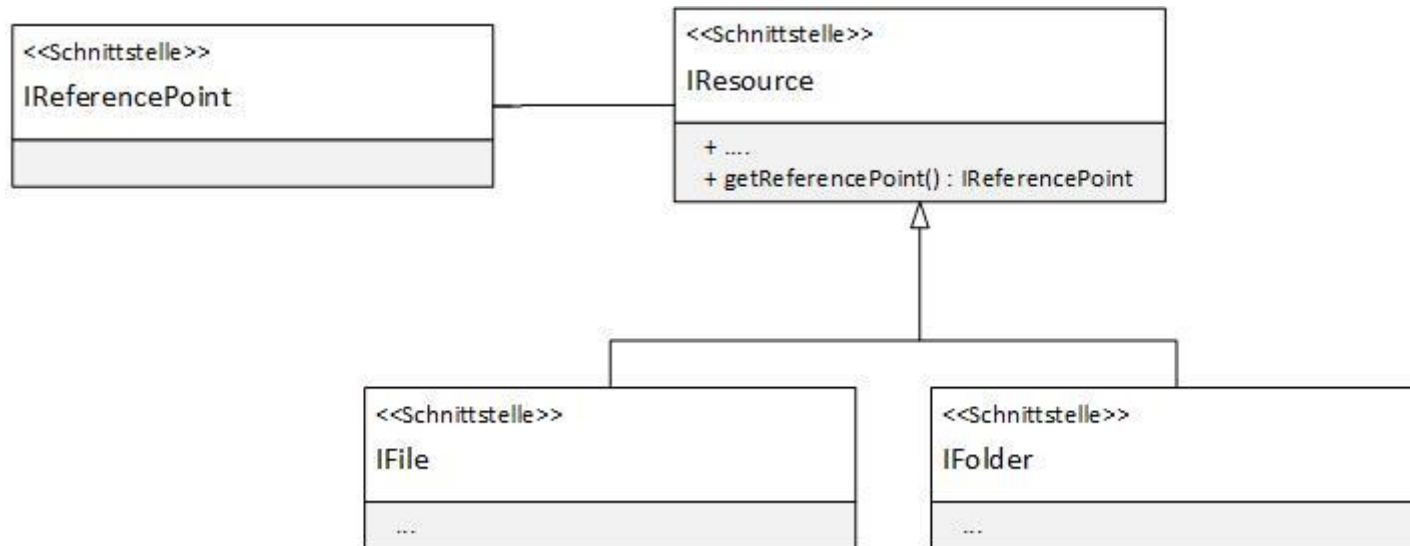 <<Schnittstelle>>
IReferencePoint
<<Schnittstelle>>
IResource
+ ....
+ getReferencePoint() : IReferencePoint
<<Schnittstelle>>
IFile
...
<<Schnittstelle>>
IFolder
...